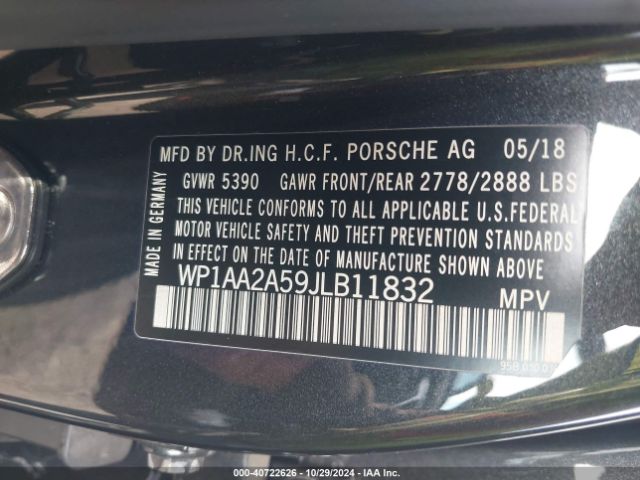 MFD BY DR.ING H.C.F. PORSCHE AG 05/18
GVWR 5390 GAWR FRONT/REAR 2778/2888 LBS
THIS VEHICLE CONFORMS TO ALL APPLICABLE U.S.FEDERAL
MOTOR VEHICLE SAFETY AND THEFT PREVENTION STANDARDS
IN EFFECT ON THE DATE OF MANUFACTURE SHOWN ABOVE
WP1AA2A59JLB11832 MPV
MADE IN GERMANY
95B.010
000-40722626 - 10/29/2024 - IAA Inc.